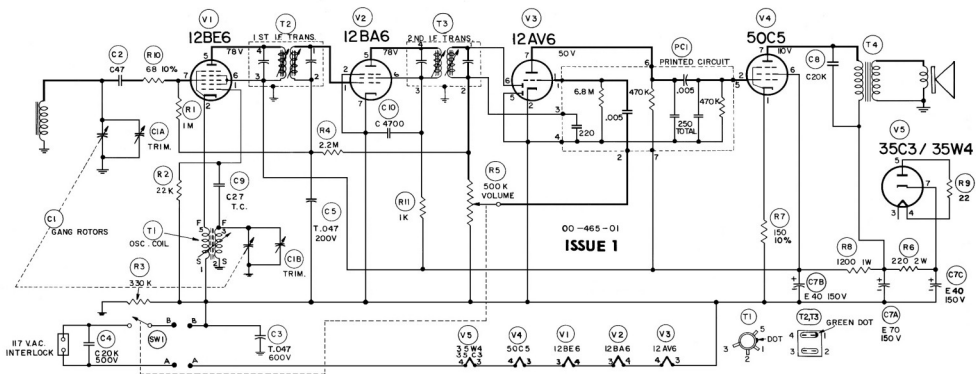 V1
12BE6
T2
1ST I.F. TRANS.
V2
12BA6
T3
2ND I.F. TRANS.
V3
12AV6
V4
50C5
C2
C47
R10
68 10%
78V
78V
50V
PC1
PRINTED CIRCUIT
110V
C8
C20K
T4
R1
1M
C1A
TRIM.
R4
2.2M
C10
C 4700
6.8 M
470K
.005
.005
470K
220
250
TOTAL
V5
35C3 / 35W4
R9
22
R2
22K
C9
C27
T.C.
C5
T.047
200V
R11
1K
R5
500K
VOLUME
00-465-01
ISSUE 1
R7
150
10%
R8
1200 1W
R6
220 2W
C1
GANG ROTORS
T1
OSC. COIL
F
F
S
S
C1B
TRIM.
R3
330K
C7B
E 40 150V
C7A
E 70
150V
C7C
E 40
150V
117 V.A.C.
INTERLOCK
C4
C20K
500V
SW1
B
B
A
A
C3
T.047
600V
V5
35W4
35C3
V4
50C5
V1
12BE6
V2
12BA6
V3
12AV6
T1
DOT
T2,T3
GREEN DOT